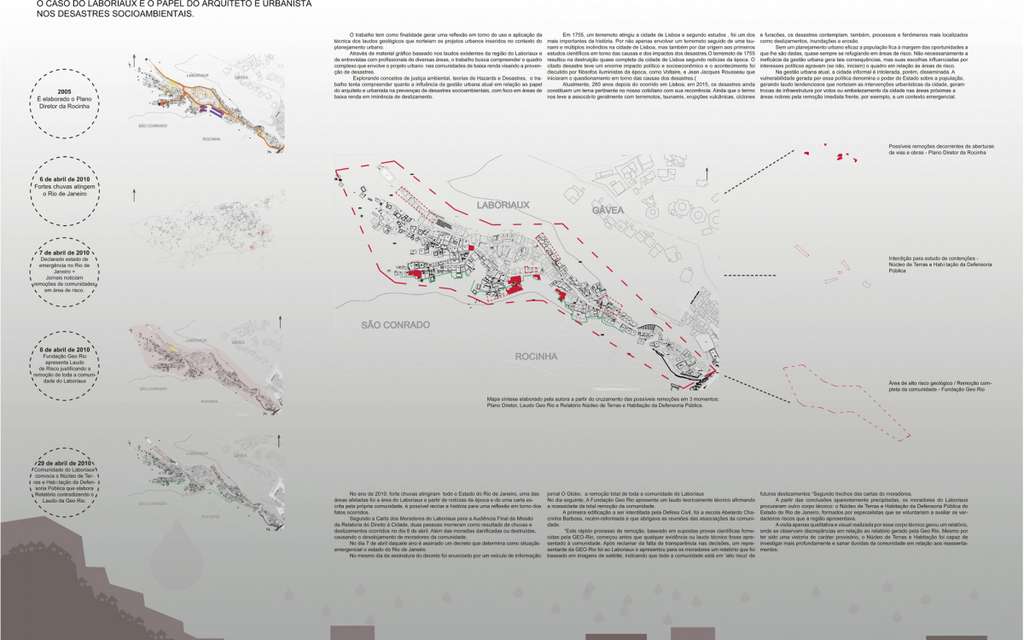 O CASO DO LABORIAUX E O PAPEL DO ARQUITETO E URBANISTA
NOS DESASTRES SOCIOAMBIENTAIS.
2005
É elaborado o Plano
Diretor da Rocinha
6 de abril de 2010
Fortes chuvas atingem
o Rio de Janeiro
7 de abril de 2010
Declarado estado de
emergência no Rio de
Janeiro +
Jornais noticiam
remoções de comunidades
em área de risco
8 de abril de 2010
Fundação Geo Rio
apresenta Laudo
de Risco justificando a
remoção de toda a comuni-
dade do Laboriaux
29 de abril de 2010
Comunidade do Laboriaux
convoca o Núcleo de Ter-
ras e Habitação da Defen-
soria Pública que elabora
Relatório contradizendo o
Laudo da Geo Rio
O trabalho tem como finalidade gerar uma reflexão em torno do uso e aplicação da
técnica dos laudos geológicos que norteiam os projetos urbanos inseridos no contexto do
planejamento urbano.
Através de material gráfico baseado nos laudos existentes da região do Laboriaux e
de entrevistas com profissionais de diversas áreas, o trabalho busca compreender o quadro
complexo que envolve o projeto urbano nas comunidades de baixa renda visando a preven-
ção de desastres.
Explorando conceitos de justiça ambiental, teorias de Hazards e Desastres, o tra-
balho tenta compreender quanto a influência da gestão urbana atual em relação ao papel
do arquiteto e urbanista na presença de desastres socioambientais, com foco em áreas de
baixa renda em iminência de deslizamento.
Em 1755, um terremoto atingiu a cidade de Lisboa e segundo estudos , foi um dos
mais importantes da história. Por não apenas envolver um terremoto seguido de uma tsu-
nami e múltiplos incêndios na cidade de Lisboa, mas também por dar origem aos primeiros
estudos científicos em torno das causas e dos impactos dos desastres. O terremoto de 1755
resultou na destruição quase completa da cidade de Lisboa segundo notícias da época. O
citado desastre teve um enorme impacto político e socioeconômico e o acontecimento foi
discutido por filósofos iluministas da época, como Voltaire, e Jean-Jacques Rousseau que
iniciaram o questionamento em torno das causas dos desastres.(
Atualmente, 260 anos depois do ocorrido em Lisboa, em 2015, os desastres ainda
constituem um tema pertinente no nosso cotidiano com sua recorrência. Ainda que o termo
nos leve a associá-lo geralmente com terremotos, tsunamis, erupções vulcânicas, ciclones
e furacões, os desastres contemplam, também, processos e fenômenos mais localizados
como deslizamentos, inundações e erosão.
Sem um planejamento urbano eficaz a população fica à margem das oportunidades a
que lhe são dadas, quase sempre se refugiando em áreas de risco. Não necessariamente a
ineficácia da gestão urbana gera tais consequências, mas suas escolhas influenciadas por
interesses políticos agravam (se não, iniciam) o quadro em relação às áreas de risco.
Na gestão urbana atual, a cidade informal é intolerada, porém, disseminada. A
vulnerabilidade gerada por essa política denomina o poder do Estado sobre a população,
gerando laudos tendenciosos que norteiam as intervenções urbanísticas da cidade, geram
trocas de infraestrutura por votos ou embelezamento da cidade nas áreas próximas a
áreas nobres pela remoção imediata frente, por exemplo, a um contexto emergencial.
LABORIAUX
GÁVEA
SÃO CONRADO
ROCINHA
Mapa síntese elaborado pela autora a partir do cruzamento das possíveis remoções em 3 momentos:
Plano Diretor, Laudo Geo Rio e Relatório Núcleo de Terras e Habitação da Defensoria Pública.
Possíveis remoções decorrentes de aberturas
de vias e obras - Plano Diretor da Rocinha
Interdição para estudo de contenções -
Núcleo de Terras e Habitação da Defensoria
Pública
Área de alto risco geológico / Remoção com-
pleta da comunidade - Fundação Geo Rio
No ano de 2010, forte chuvas atingiram todo o Estado do Rio de Janeiro, uma das
áreas afetadas foi a área do Laboriaux e a partir de notícias da época e de uma carta es-
crita pela própria comunidade, é possível recriar a história para uma reflexão em torno dos
fatos ocorridos.
Segundo a Carta dos Moradores do Laboriaux para a Audiência Final da Missão
da Relatoria do Direito à Cidade, duas pessoas morreram como resultado de chuvas e
desabamentos no dia 6 de abril. Além das moradias danificadas ou destruídas,
causando o desalojamento de moradores da comunidade.
No dia 7 de abril daquele ano é assinado um decreto que determina como situação
emergencial o estado do Rio de Janeiro.
No mesmo dia da assinatura do decreto foi anunciado por um veículo de informação,
jornal O Globo, a remoção total de toda a comunidade do Laboriaux
No dia seguinte, A Fundação Geo Rio apresenta um laudo teoricamente técnico afirmando
a necessidade da total remoção da comunidade.
A primeira edificação a ser interditada pela Defesa Civil, foi a escola Abelardo Cha-
crinha Barbosa, recém-reformada e que abrigava as reuniões das associações da comuni-
dade.
"Este rápido processo de remoção, baseado em supostas provas científicas forne-
cidas pela GEO-Rio, começou antes que qualquer evidência ou laudo técnico fosse apre-
sentado à comunidade. Após reclamar da falta de transparência nas decisões, um repre-
sentante da GEO-Rio foi ao Laboriaux e apresentou para os moradores um relatório que foi
baseado em imagens de satélite, indicando que toda a comunidade está em 'alto risco' de
futuros deslizamentos "Segundo trechos das cartas do moradores.
A partir das conclusões aparentemente precipitadas, os moradores do Laboriaux
procuraram outro corpo técnico: o Núcleo de Terras e Habitação da Defensoria Pública do
Estado do Rio de Janeiro, formados por especialistas que se voluntariam a avaliar os ver-
dadeiros riscos que a região apresentava.
A visita apenas qualitativa e visual realizada por esse corpo técnico gerou um relatório,
onde se observam discrepâncias em relação ao relatório gerado pela Geo Rio. Mesmo por
ter sido uma vistoria de caráter provisório, o Núcleo de Terras e Habitação foi capaz de
investigar mais profundamente e sanar dúvidas da comunidade em relação aos reassenta-
mentos.